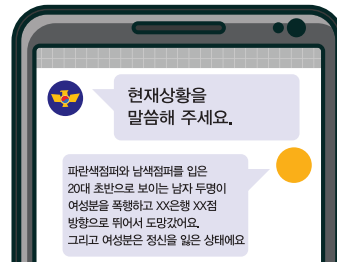 현재상황을
말씀해 주세요.
파란색점퍼와 남색점퍼를 입은
20대 초반으로 보이는 남자 두명이
여성분을 폭행하고 XX은행 XX점
방향으로 뛰어서 도망갔어요.
그리고 여성분은 정신을 잃은 상태에요